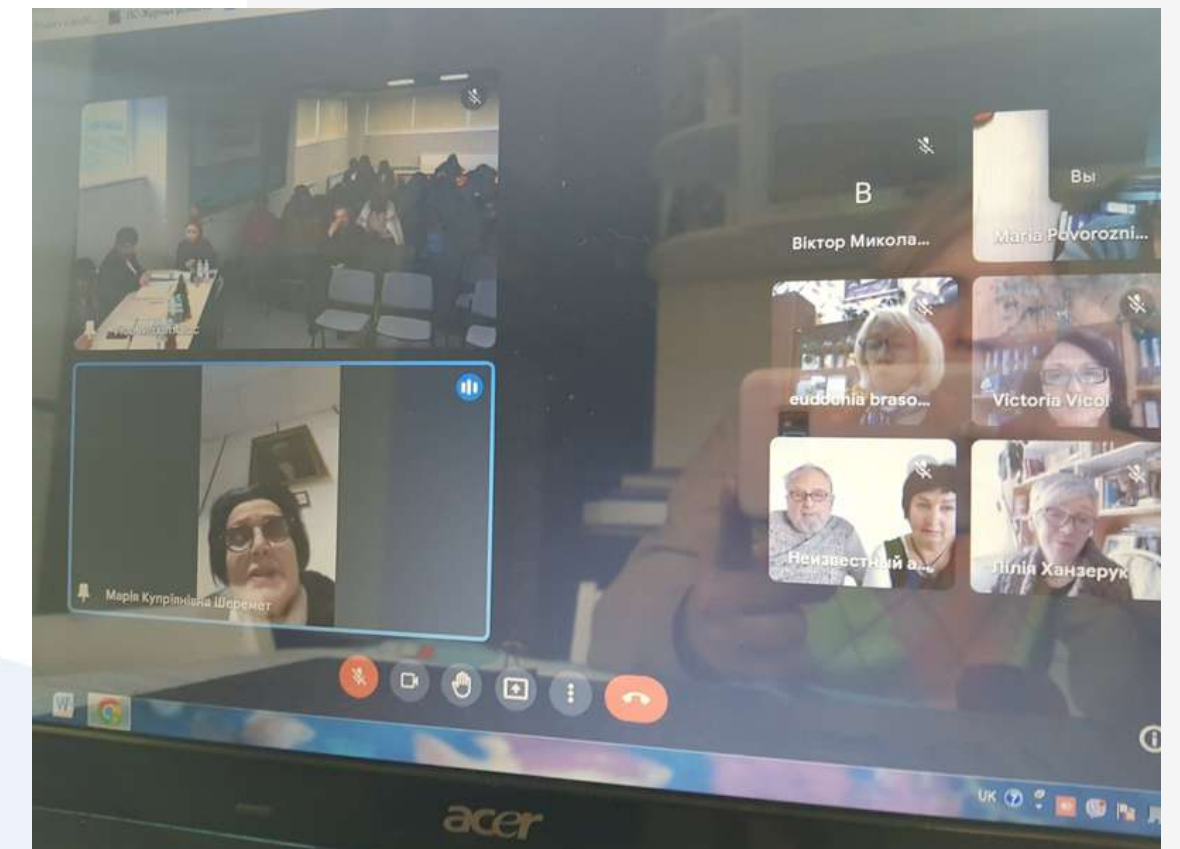 В
Віктор Микола...
Вы
Maria Povorozni...
eudochia braso...
Victoria Vicol
Неизвестный а...
Лілія Ханзерук
Марія Купріянівна Шеремет
W
UK
acer